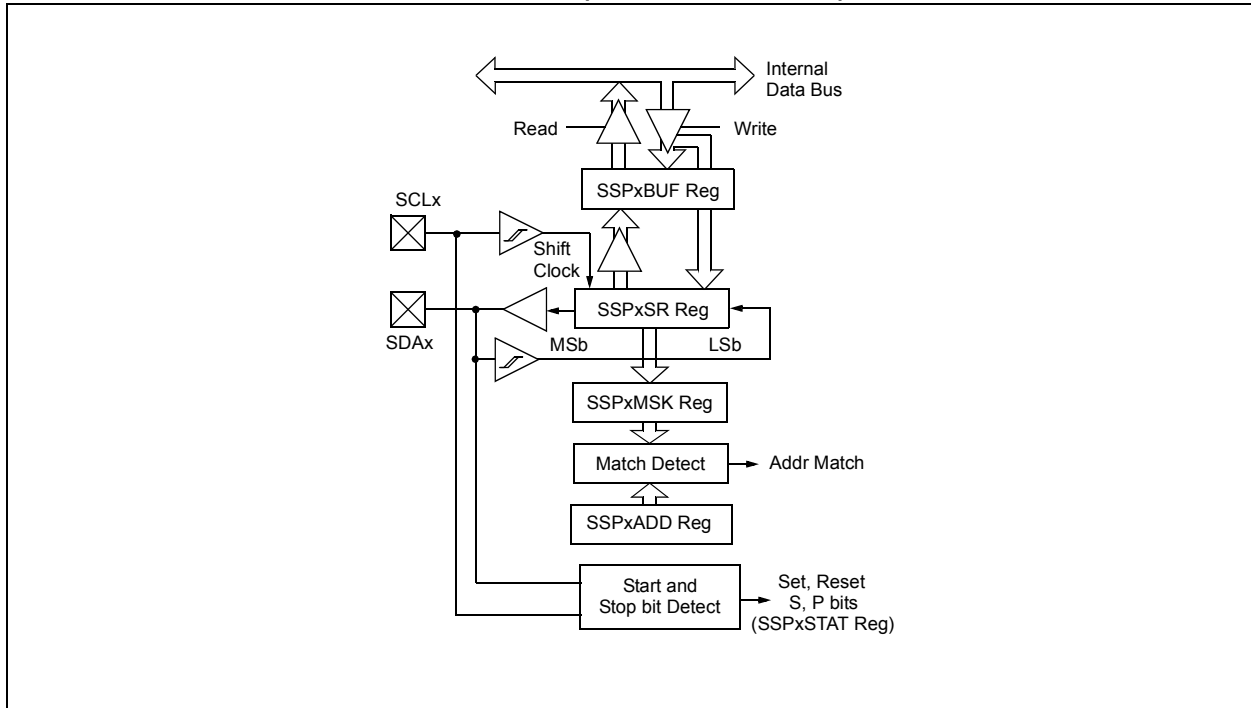 Internal
Data Bus
Read
Write
SSPxBUF Reg
SCLx
Shift
Clock
SSPxSR Reg
SDAx
MSb
LSb
SSPxMSK Reg
Match Detect
Addr Match
SSPxADD Reg
Start and
Stop bit Detect
Set, Reset
S, P bits
(SSPxSTAT Reg)